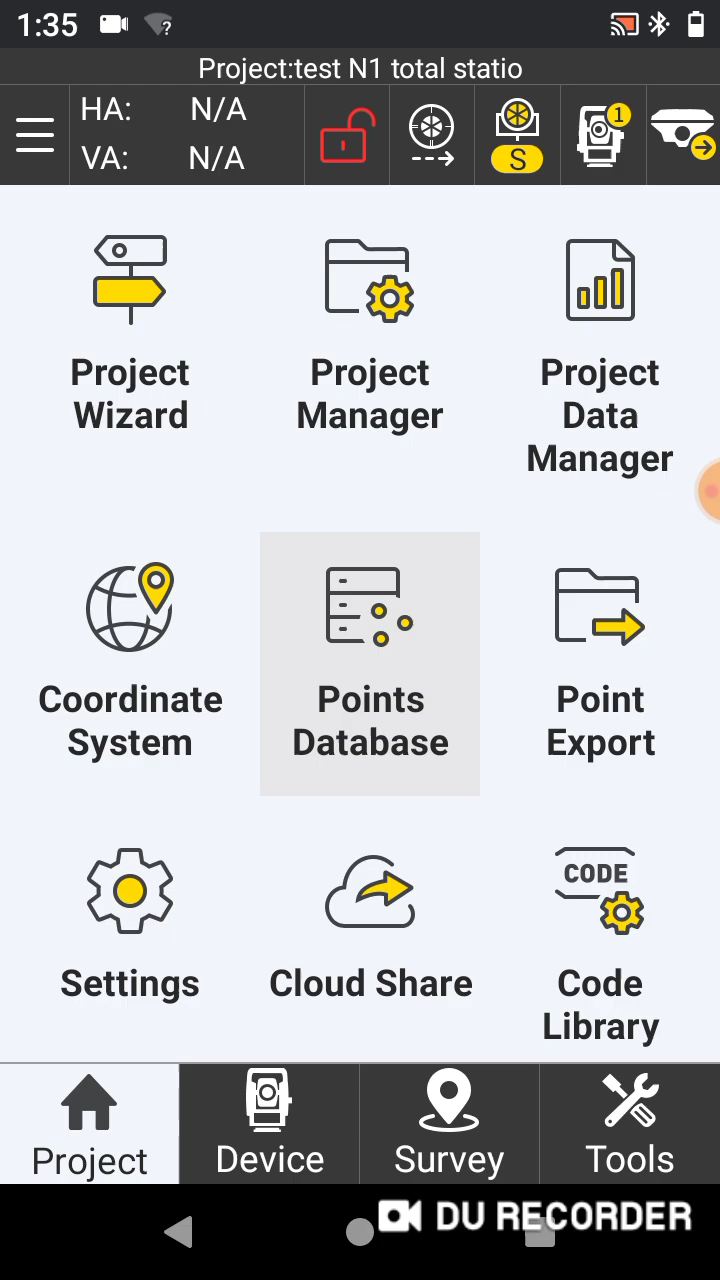 1:35
?
Project:test N1 total statio
HA: N/A
VA: N/A
S
1
Project
Wizard
Project
Manager
Project
Data
Manager
Coordinate
System
Points
Database
Point
Export
Settings
Cloud Share
CODE
Code
Library
Project
Device
Survey
Tools
DU RECORDER